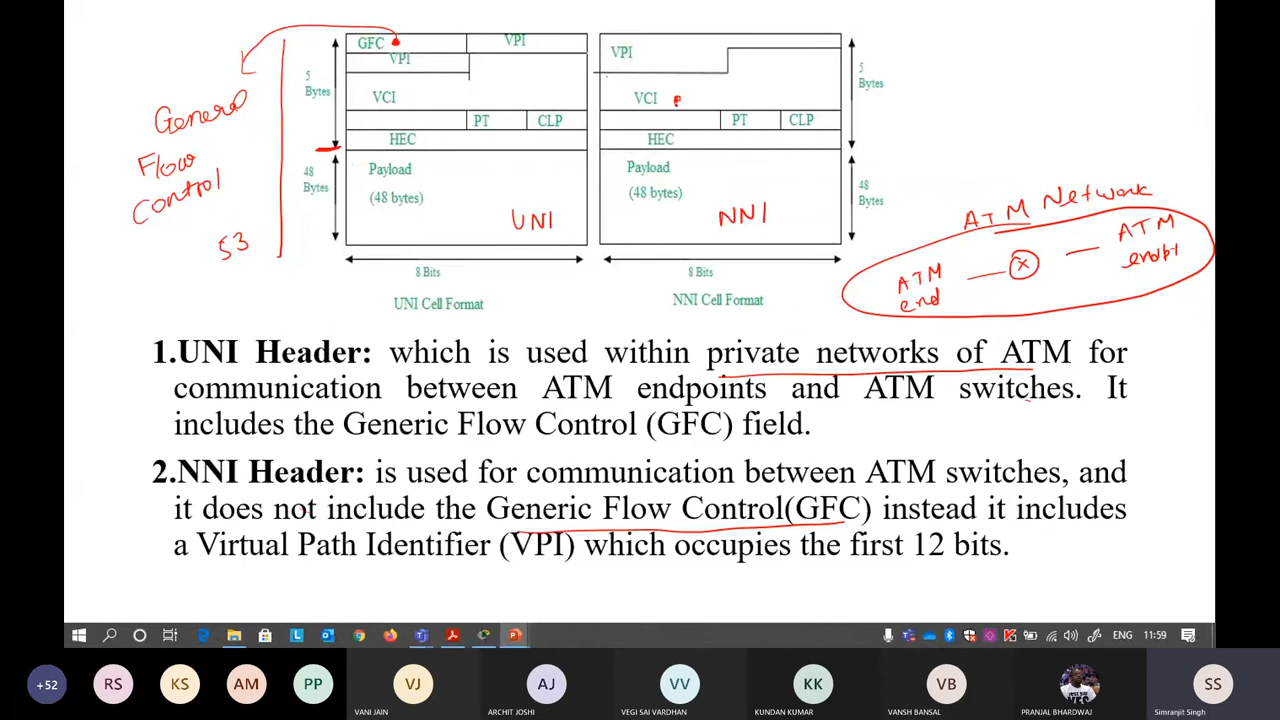 GFC
VPI
VPI
VCI
PT
CLP
HEC
Payload
(48 bytes)
UNI
5
Bytes
48
Bytes
8 Bits
UNI Cell Format
VPI
VCI
PT
CLP
HEC
Payload
(48 bytes)
NNI
5
Bytes
48
Bytes
8 Bits
NNI Cell Format
General
Flow
Control
53
ATM Network
ATM
end
ATM
endpt
1.UNI Header: which is used within private networks of ATM for
communication between ATM endpoints and ATM switches. It
includes the Generic Flow Control (GFC) field.
2.NNI Header: is used for communication between ATM switches, and
it does not include the Generic Flow Control(GFC) instead it includes
a Virtual Path Identifier (VPI) which occupies the first 12 bits.
ENG
11:59
+52
RS
KS
AM
PP
VJ
VANI JAIN
AJ
ARCHIT JOSHI
VV
VEGI SAI VARDHAN
KK
KUNDAN KUMAR
VB
VANSH BANSAL
PRANJAL BHARDWAJ
SS
Simranjit Singh